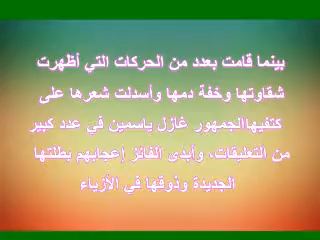 بينما قامت بعدد من الحركات التي أظهرت
شقاوتها وخفة دمها وأسدلت شعرها على
كتفيهاالجمهور غازل ياسمين في عدد كبير
من التعليقات، وأبدى الفانز إعجابهم بطلتها
الجديدة وذوقها في الأزياء